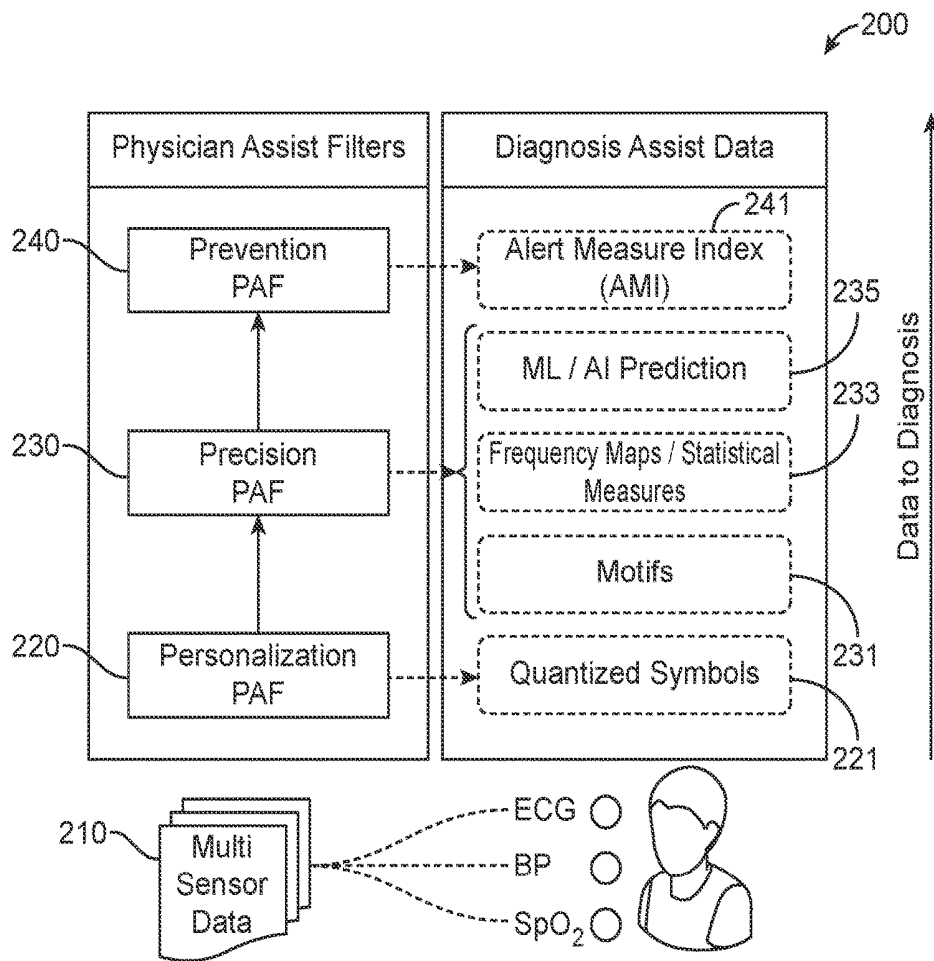 200
Physician Assist Filters
Diagnosis Assist Data
241
240
Prevention
PAF
Alert Measure Index
(AMI)
235
ML / AI Prediction
233
230
Precision
PAF
Frequency Maps / Statistical
Measures
Motifs
231
220
Personalization
PAF
Quantized Symbols
221
Data to Diagnosis
210
Multi
Sensor
Data
ECG
BP
SpO₂